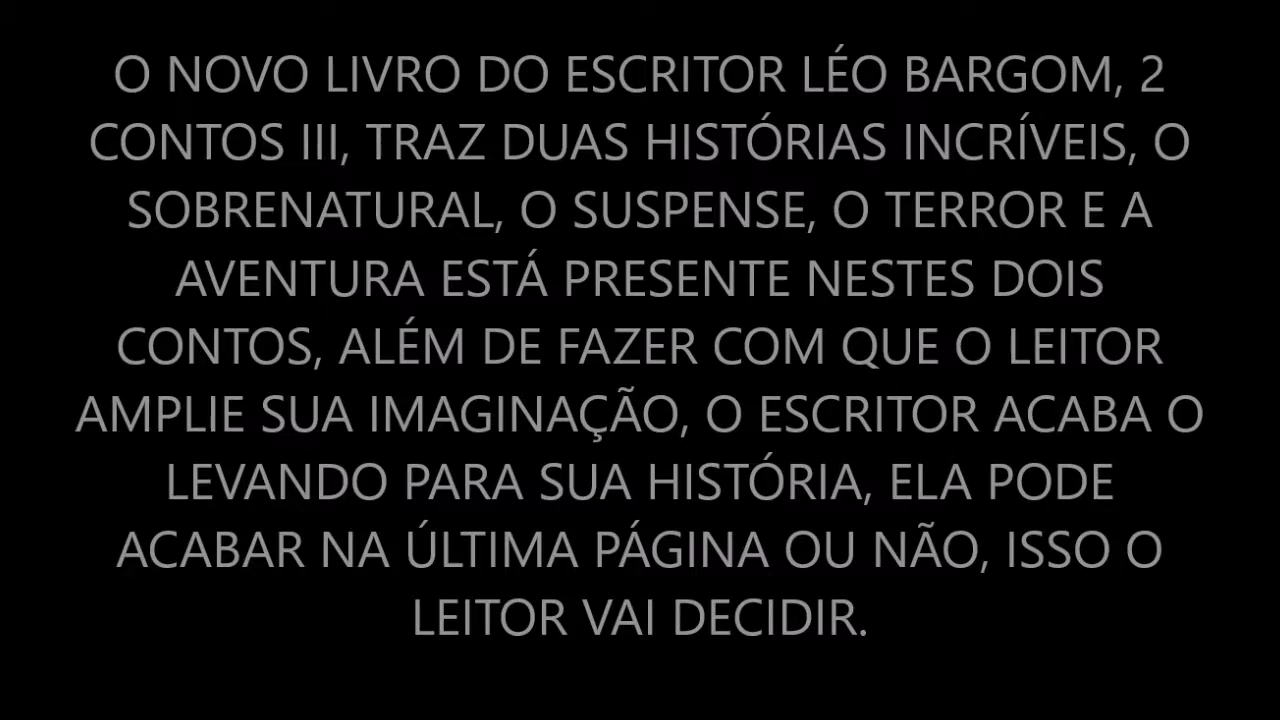 O NOVO LIVRO DO ESCRITOR LÉO BARGOM, 2
CONTOS III, TRAZ DUAS HISTÓRIAS INCRÍVEIS, O
SOBRENATURAL, O SUSPENSE, O TERROR E A
AVENTURA ESTÁ PRESENTE NESTES DOIS
CONTOS, ALÉM DE FAZER COM QUE O LEITOR
AMPLIE SUA IMAGINAÇÃO, O ESCRITOR ACABA O
LEVANDO PARA SUA HISTÓRIA, ELA PODE
ACABAR NA ÚLTIMA PÁGINA OU NÃO, ISSO O
LEITOR VAI DECIDIR.